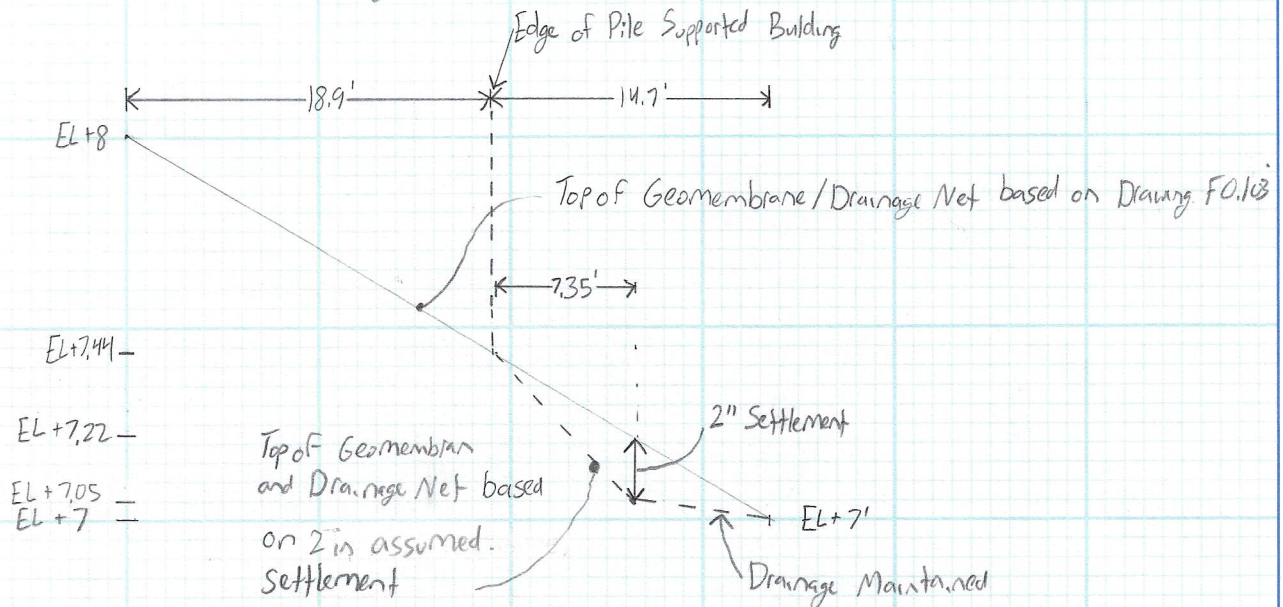 Edge of Pile Supported Building
18.9'
14.7'
EL+8
Top of Geomembrane/Drainage Net based on Drawing F0.103
7.35'
EL+7.44
EL+7.22
2" Settlement
Top of Geomembran
and Drainage Net based
on 2 in assumed.
Settlement
EL+7.05
EL+7
EL+7'
Drainage Maintained